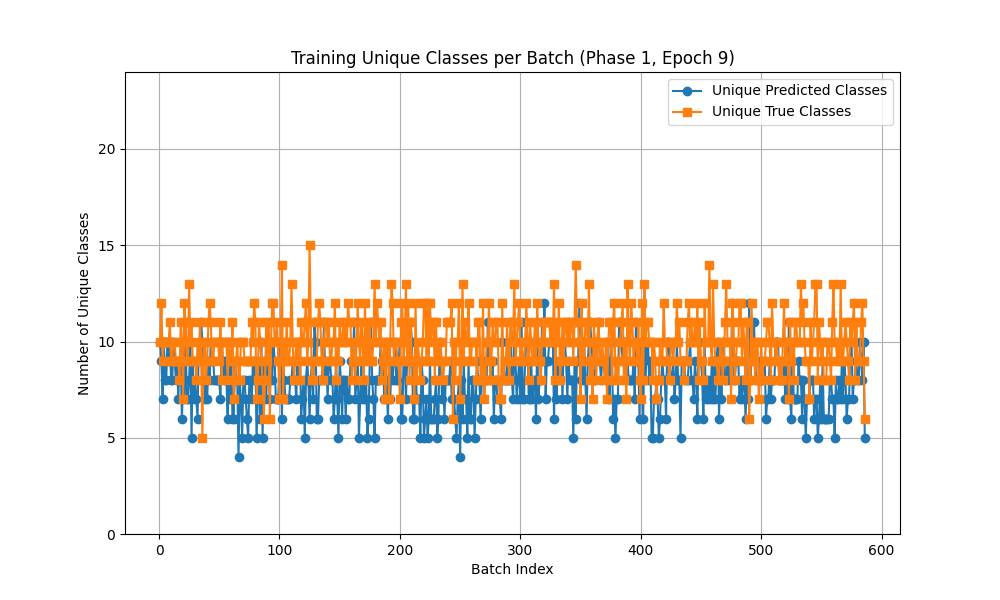 Training Unique Classes per Batch (Phase 1, Epoch 9)
Unique Predicted Classes
Unique True Classes
Number of Unique Classes
20
15
10
5
0
0 100 200 300 400 500 600
Batch Index